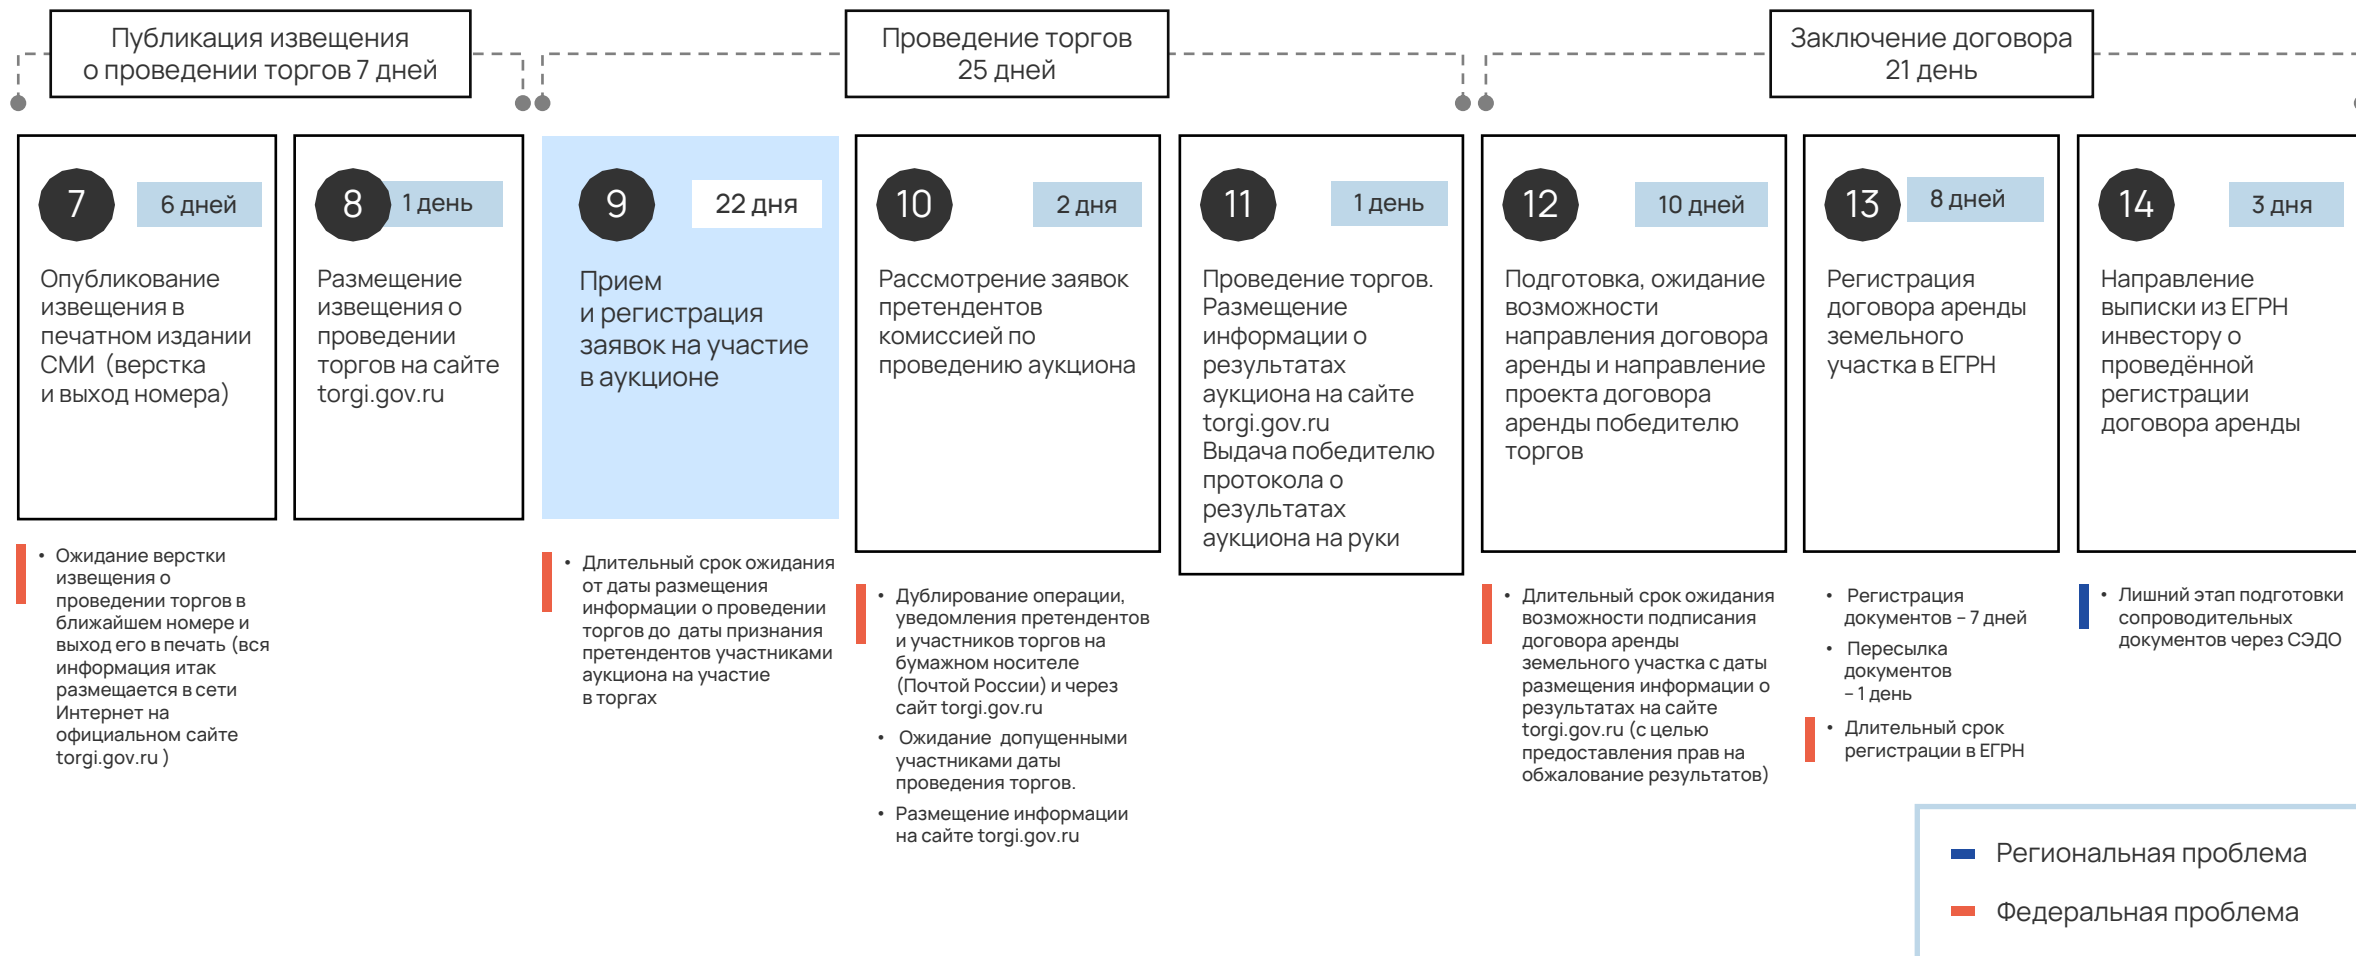 Публикация извещения
о проведении торгов 7 дней
Проведение торгов
25 дней
Заключение договора
21 день
7
6 дней
Опубликование
извещения в
печатном издании
СМИ (верстка
и выход номера)
• Ожидание верстки
извещения о
проведении торгов в
ближайшем номере и
выход его в печать (вся
информация итак
размещается в сети
Интернет на
официальном сайте
torgi.gov.ru )
8
1 день
Размещение
извещения о
проведении
торгов на сайте
torgi.gov.ru
9
22 дня
Прием
и регистрация
заявок на участие
в аукционе
• Длительный срок ожидания
от даты размещения
информации о проведении
торгов до даты признания
претендентов участниками
аукциона на участие
в торгах
10
2 дня
Рассмотрение заявок
претендентов
комиссией по
проведению аукциона
• Дублирование операции,
уведомления претендентов
и участников торгов на
бумажном носителе
(Почтой России) и через
сайт torgi.gov.ru
• Ожидание допущенными
участниками даты
проведения торгов.
• Размещение информации
на сайте torgi.gov.ru
11
1 день
Проведение торгов.
Размещение
информации о
результатах
аукциона на сайте
torgi.gov.ru
Выдача победителю
протокола о
результатах
аукциона на руки
12
10 дней
Подготовка, ожидание
возможности
направления договора
аренды и направление
проекта договора
аренды победителю
торгов
• Длительный срок ожидания
возможности подписания
договора аренды
земельного участка с даты
размещения информации о
результатах на сайте
torgi.gov.ru (с целью
предоставления прав на
обжалование результатов)
13
8 дней
Регистрация
договора аренды
земельного
участка в ЕГРН
• Регистрация
документов – 7 дней
• Пересылка
документов
– 1 день
• Длительный срок
регистрации в ЕГРН
14
3 дня
Направление
выписки из ЕГРН
инвестору о
проведённой
регистрации
договора аренды
• Лишний этап подготовки
сопроводительных
документов через СЭДО
Региональная проблема
Федеральная проблема